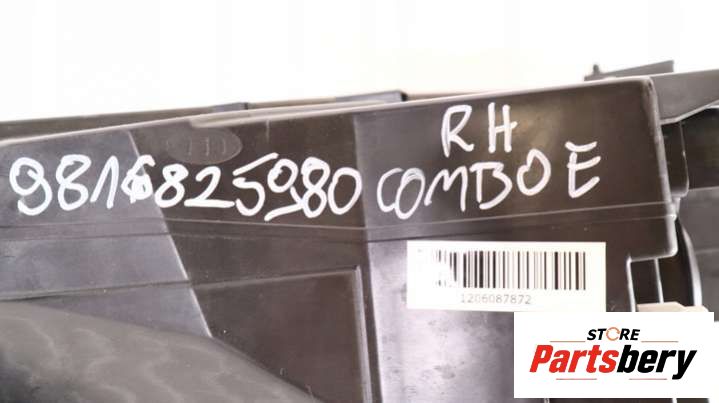 RH
9816825980 COMBO E
1206087872
STORE
Partsbery